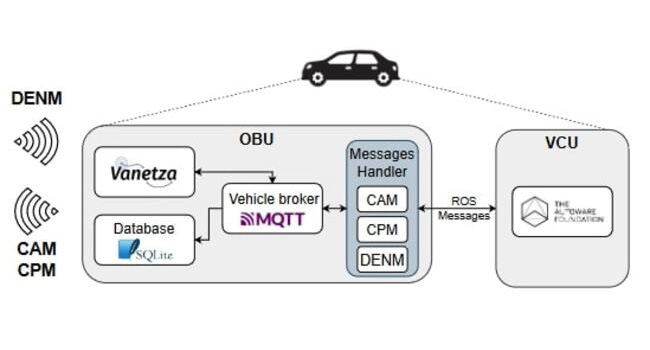 DENM
CAM
CPM
OBU
Vanetza
Database
SQLite
Vehicle broker
MQTT
Messages
Handler
CAM
CPM
DENM
ROS
Messages
VCU
THE
AUTOWARE
FOUNDATION